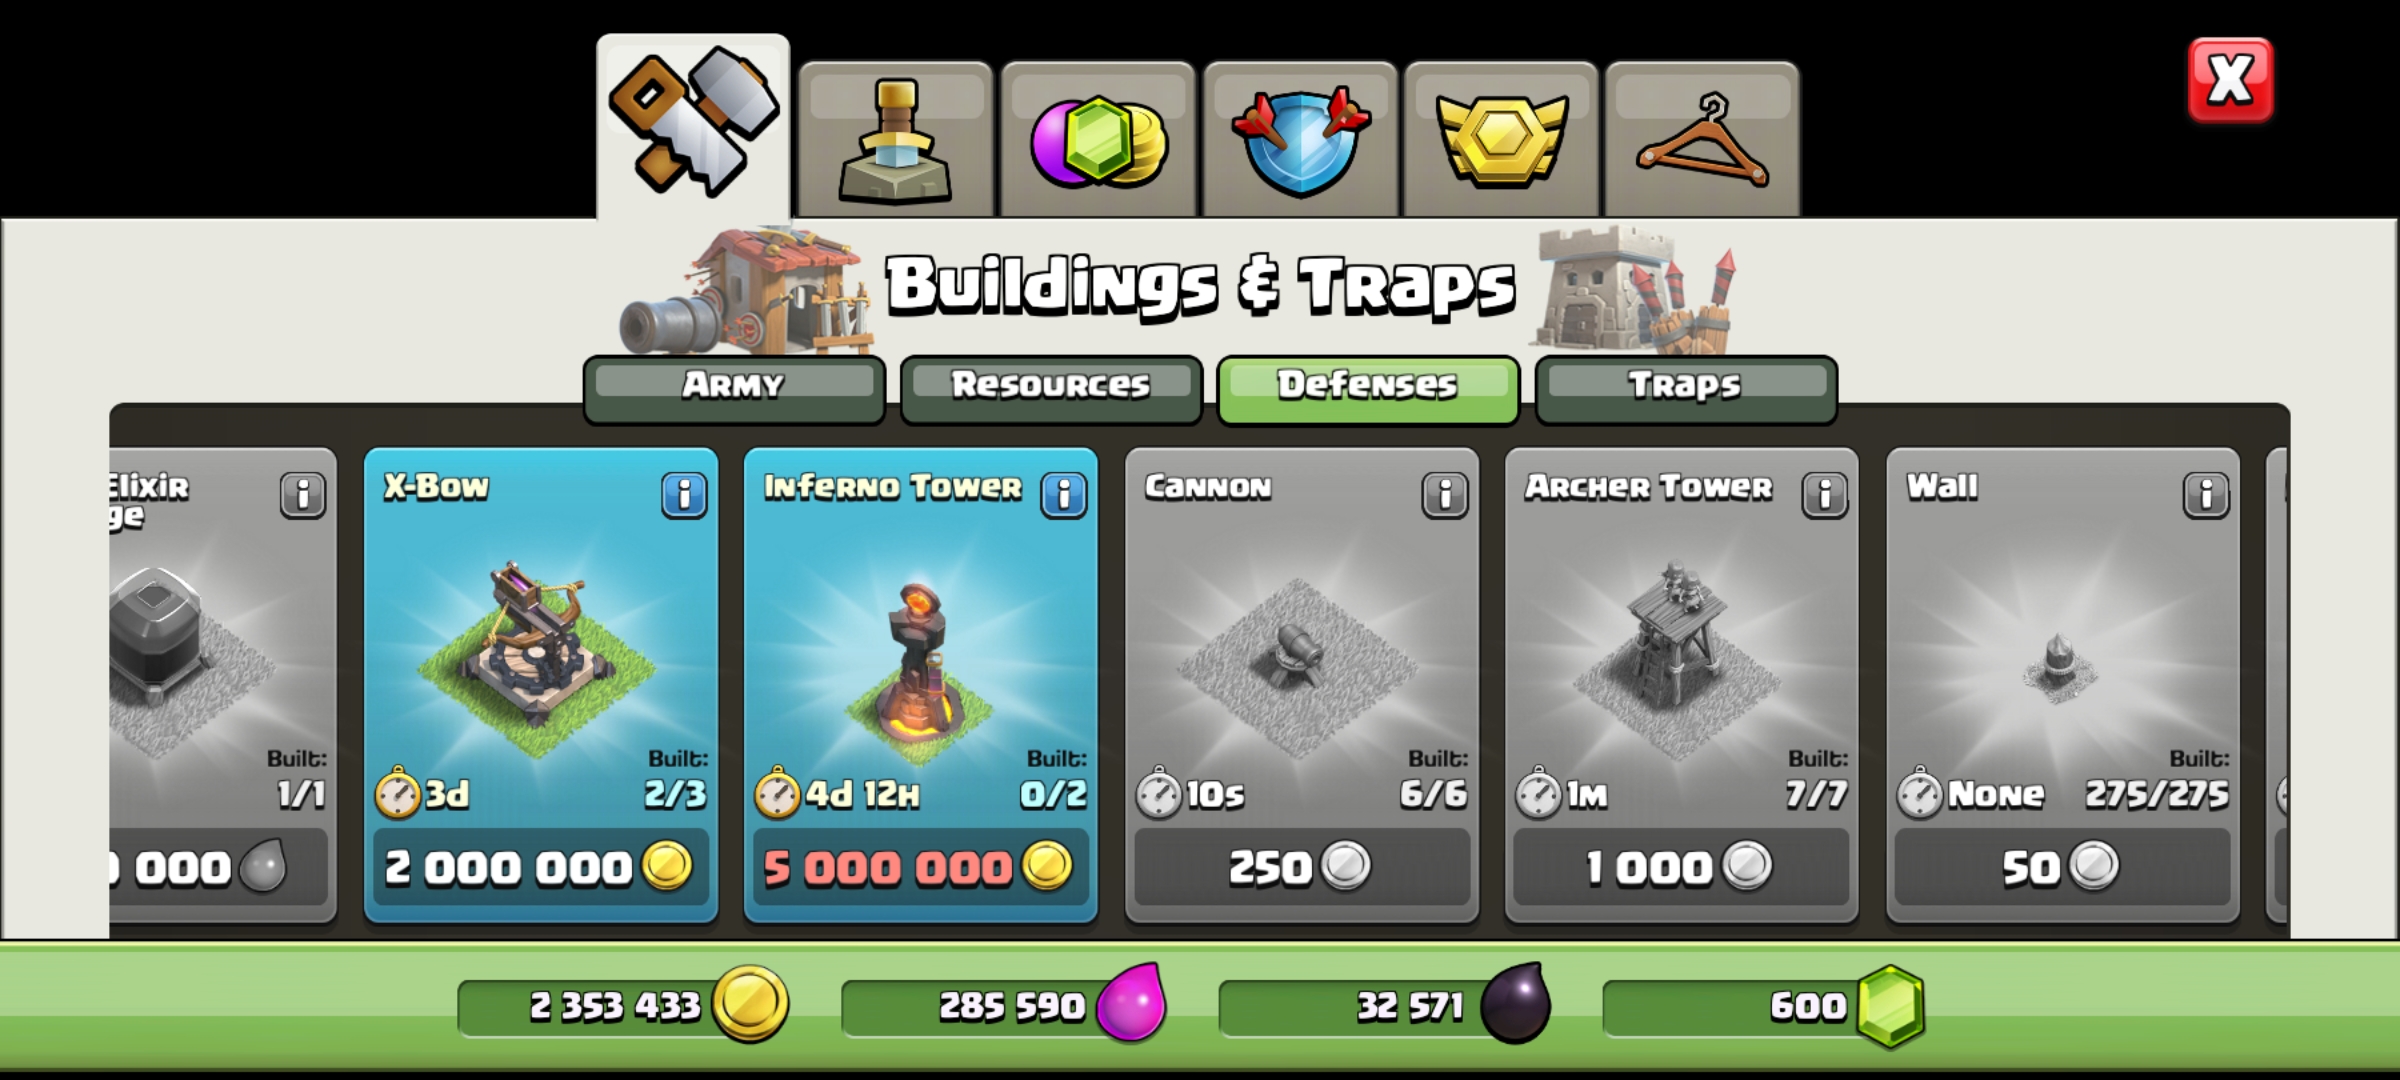 X
Buildings & Traps
Army
Resources
Defenses
Traps
Elixir
ge
i
Built:
1/1
000
X-Bow
i
Built:
3d
2/3
2 000 000
Inferno Tower
i
Built:
4d 12H
0/2
5 000 000
Cannon
i
Built:
10s
6/6
250
Archer Tower
i
Built:
1M
7/7
1 000
Wall
i
Built:
None
275/275
50
2 353 433
285 590
32 571
600